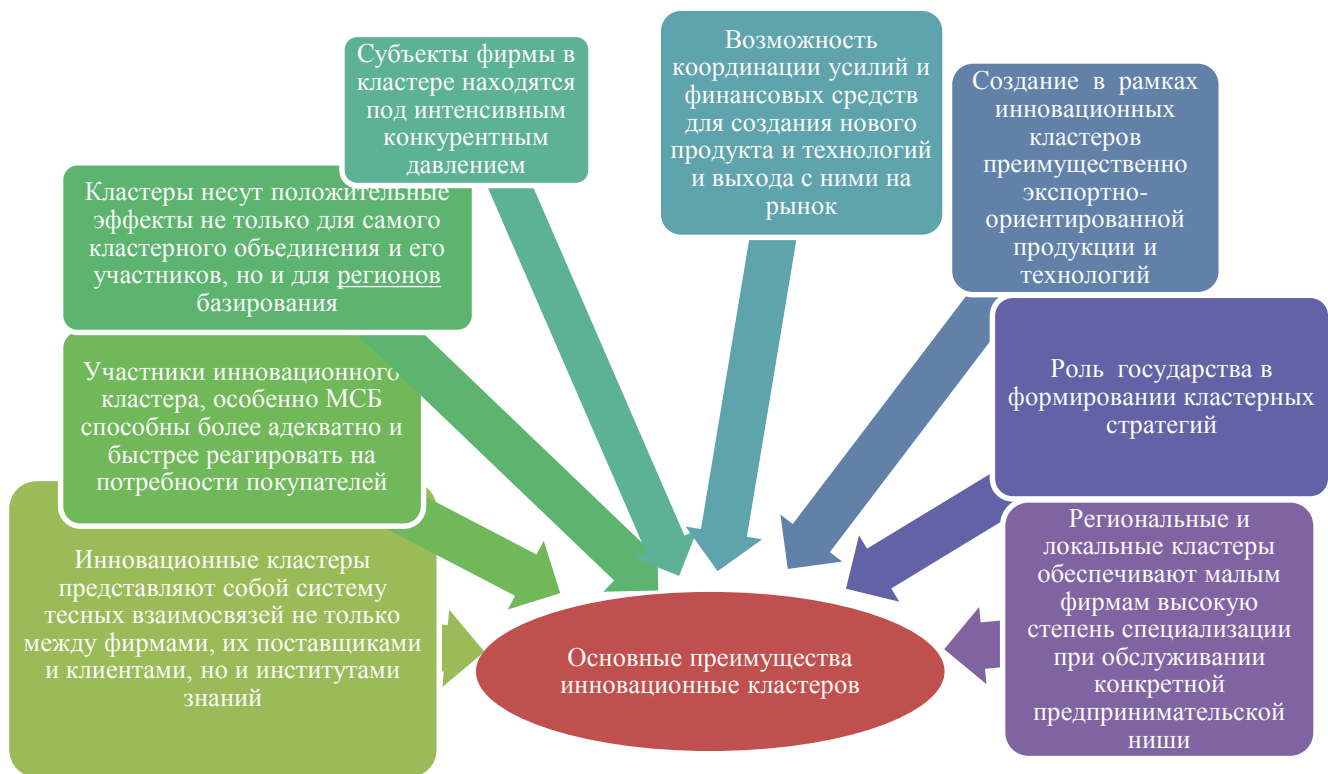 Субъекты фирмы в
кластере находятся
под интенсивным
конкурентным
давлением
Возможность
координации усилий и
финансовых средств
для создания нового
продукта и технологий
и выхода с ними на
рынок
Создание в рамках
инновационных
кластеров
преимущественно
экспортно-
ориентированной
продукции и
технологий
Кластеры несут положительные
эффекты не только для самого
кластерного объединения и его
участников, но и для регионов
базирования
Участники инновационного
кластера, особенно МСБ
способны более адекватно и
быстрее реагировать на
потребности покупателей
Роль государства в
формировании кластерных
стратегий
Инновационные кластеры
представляют собой систему
тесных взаимосвязей не только
между фирмами, их поставщиками
и клиентами, но и институтами
знаний
Региональные и
локальные кластеры
обеспечивают малым
фирмам высокую
степень специализации
при обслуживании
конкретной
предпринимательской
ниши
Основные преимущества
инновационные кластеров